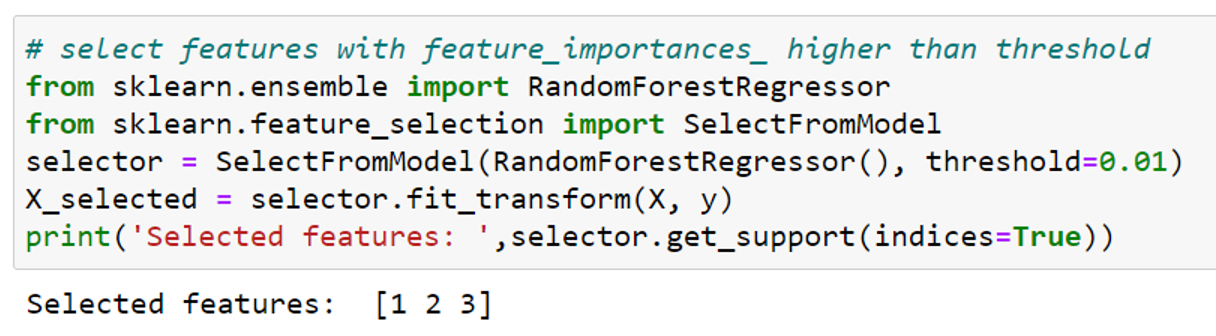 # select features with feature_importances_ higher than threshold
from sklearn.ensemble import RandomForestRegressor
from sklearn.feature_selection import SelectFromModel
selector = SelectFromModel(RandomForestRegressor(), threshold=0.01)
X_selected = selector.fit_transform(X, y)
print('Selected features: ',selector.get_support(indices=True))
Selected features:  [1 2 3]